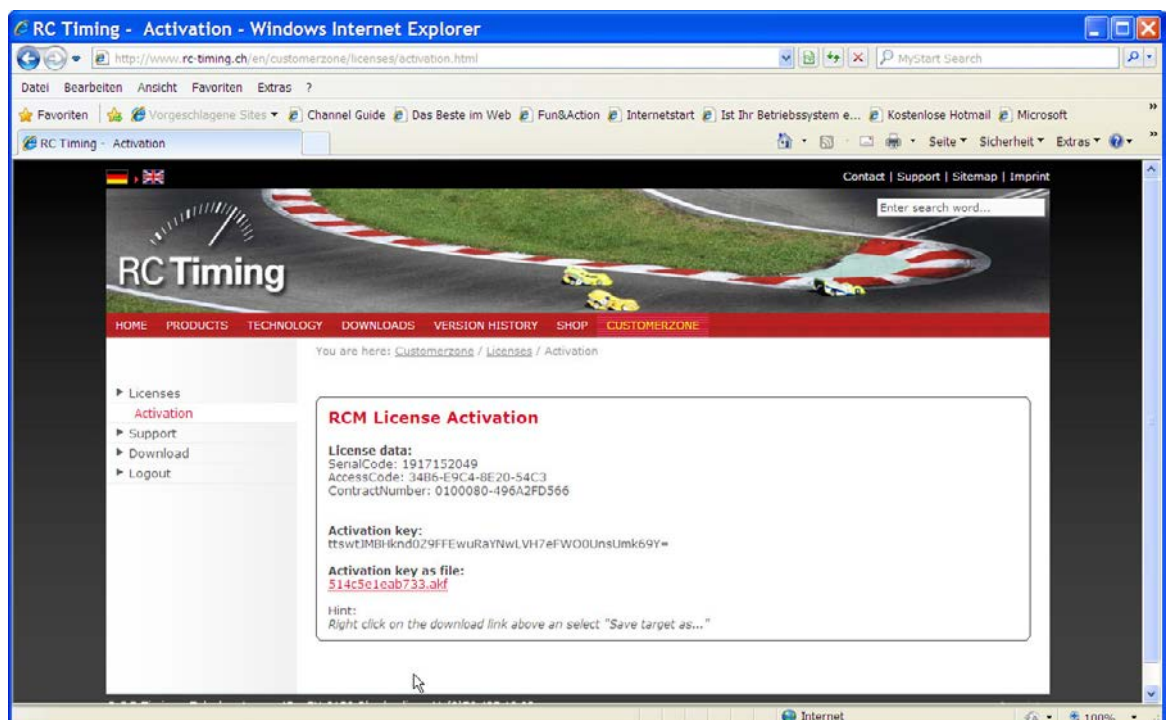 RC Timing - Activation - Windows Internet Explorer
http://www.rc-timing.ch/en/customerzone/licenses/activation.html
MyStart Search
Datei Bearbeiten Ansicht Favoriten Extras ?
Favoriten Vorgeschlagene Sites Channel Guide Das Beste im Web Fun&Action Internetstart Ist Ihr Betriebssystem e... Kostenlose Hotmail Microsoft
RC Timing - Activation
Seite Sicherheit Extras
Contact | Support | Sitemap | Imprint
Enter search word...
RC Timing
HOME PRODUCTS TECHNOLOGY DOWNLOADS VERSION HISTORY SHOP CUSTOMERZONE
You are here: Customerzone / Licenses / Activation
Licenses
Activation
Support
Download
Logout
RCM License Activation
License data:
SerialCode: 1917152049
AccessCode: 34B6-E9C4-8E20-54C3
ContractNumber: 0100080-496A2FD566
Activation key:
ttswtJMBHknd0Z9FFEwuRaYNwLVH7eFWO0UnsUmk69Y=
Activation key as file:
514c5e1eab733.akf
Hint:
Right click on the download link above an select "Save target as..."
Internet
100%